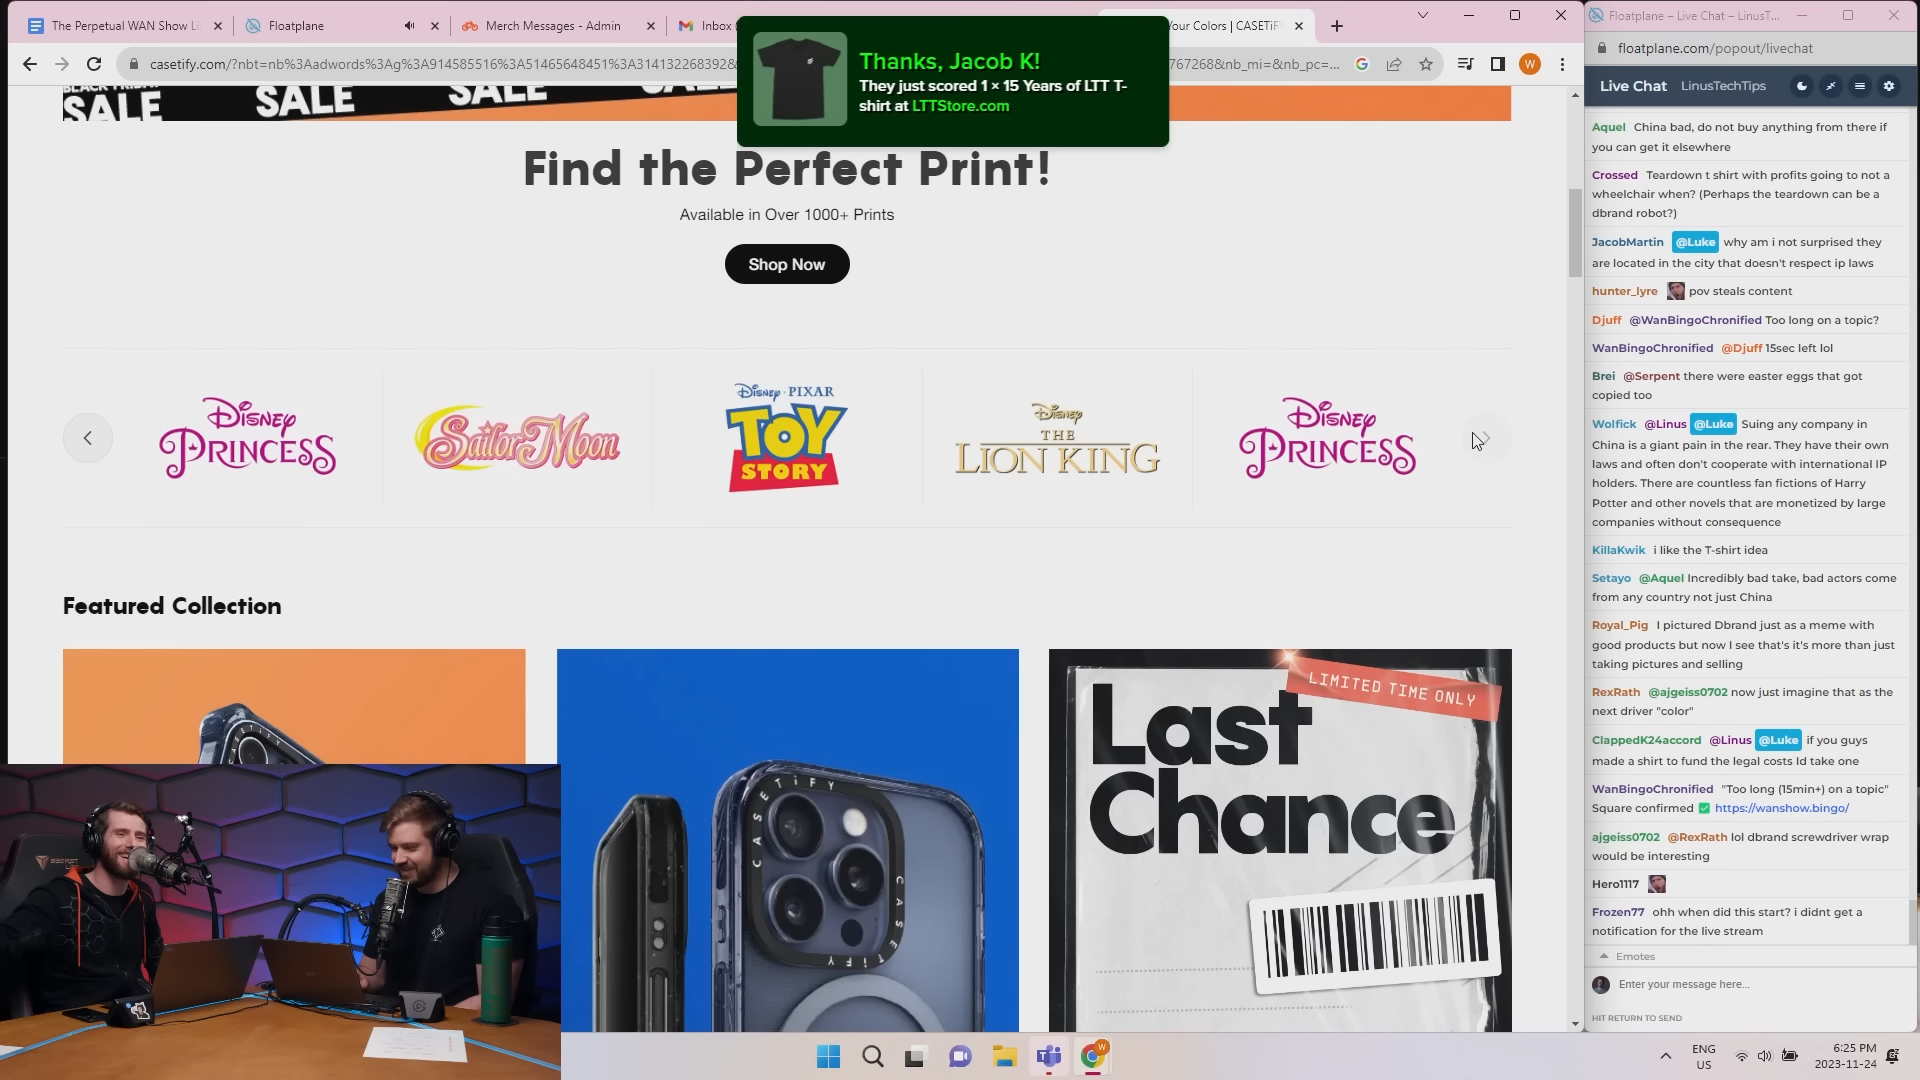 The Perpetual WAN Show Li
Floatplane
Merch Messages - Admin
Inbox
Your Colors | CASETiF
Floatplane – Live Chat – LinusT...
casetify.com/?nbt=nb%3Aadwords%3Ag%3A914585516%3A51465648451%3A314132268392&
767268&nb_mi=&nb_pc=...
W
floatplane.com/popout/livechat
Thanks, Jacob K!
They just scored 1 × 15 Years of LTT T-
shirt at LTTStore.com
BLACK FRIDAY
SALE SALE SALE SALE
Find the Perfect Print!
Available in Over 1000+ Prints
Shop Now
Disney PRINCESS
Sailor Moon
Disney · PIXAR
TOY
STORY
Disney
THE
LION KING
Disney PRINCESS
Featured Collection
CASETiFY
CASETiFY
CASETiFY
LIMITED TIME ONLY
Last
Chance
SECRET LAB
Live Chat LinusTechTips
Aquel China bad, do not buy anything from there if
you can get it elsewhere
Crossed Teardown t shirt with profits going to not a
wheelchair when? (Perhaps the teardown can be a
dbrand robot?)
JacobMartin @Luke why am i not surprised they
are located in the city that doesn't respect ip laws
hunter_lyre pov steals content
Djuff @WanBingoChronified Too long on a topic?
WanBingoChronified @Djuff 15sec left lol
Brei @Serpent there were easter eggs that got
copied too
Wolfick @Linus @Luke Suing any company in
China is a giant pain in the rear. They have their own
laws and often don't cooperate with international IP
holders. There are countless fan fictions of Harry
Potter and other novels that are monetized by large
companies without consequence
KillaKwik i like the T-shirt idea
Setayo @Aquel Incredibly bad take, bad actors come
from any country not just China
Royal_Pig I pictured Dbrand just as a meme with
good products but now I see that's it's more than just
taking pictures and selling
RexRath @ajgeiss0702 now just imagine that as the
next driver "color"
ClappedK24accord @Linus @Luke if you guys
made a shirt to fund the legal costs Id take one
WanBingoChronified "Too long (15min+) on a topic"
Square confirmed ✅ https://wanshow.bingo/
ajgeiss0702 @RexRath lol dbrand screwdriver wrap
would be interesting
Hero1117
Frozen77 ohh when did this start? i didnt get a
notification for the live stream
Emotes
Enter your message here...
HIT RETURN TO SEND
W
ENG
US
6:25 PM
2023-11-24